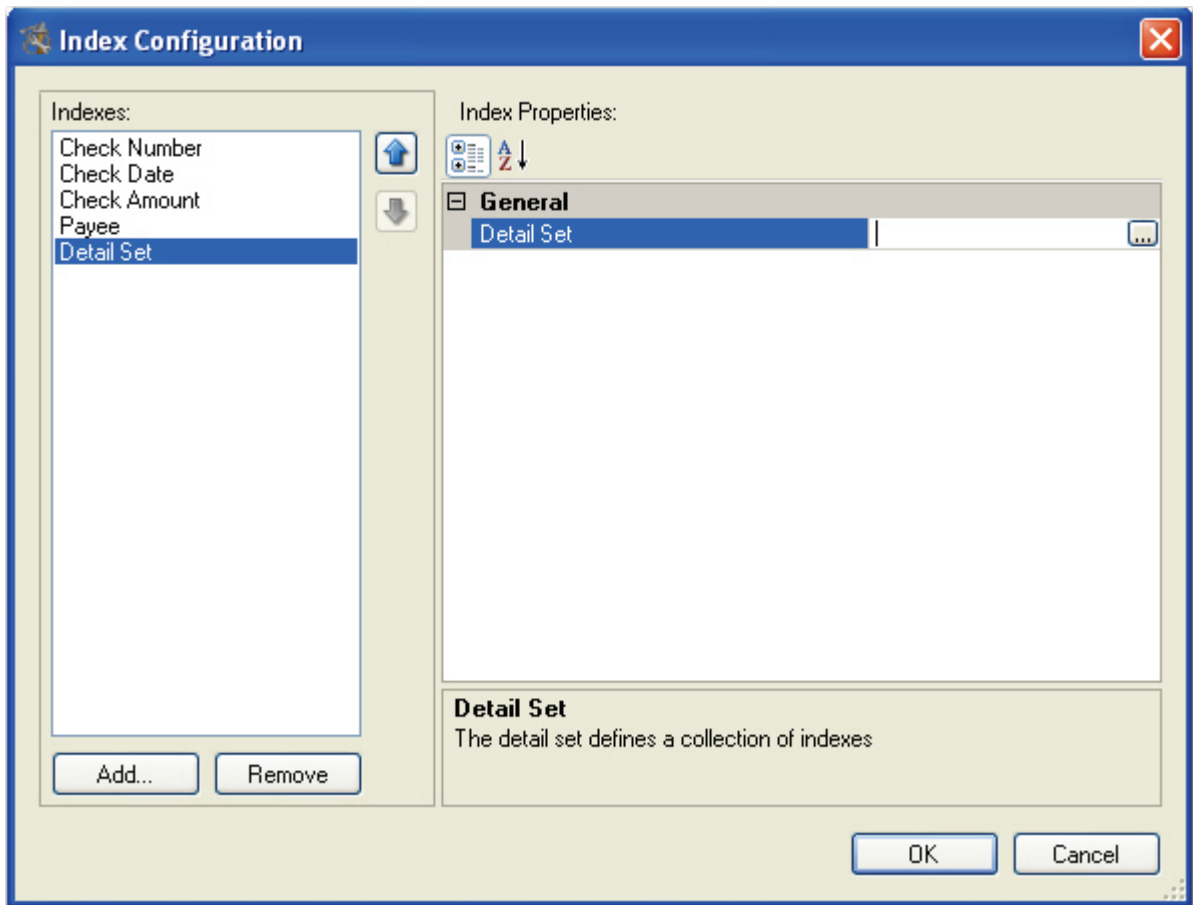 Index Configuration
Indexes:
Check Number
Check Date
Check Amount
Payee
Detail Set
Add...
Remove
Index Properties:
A
Z
General
Detail Set
...
Detail Set
The detail set defines a collection of indexes
OK
Cancel